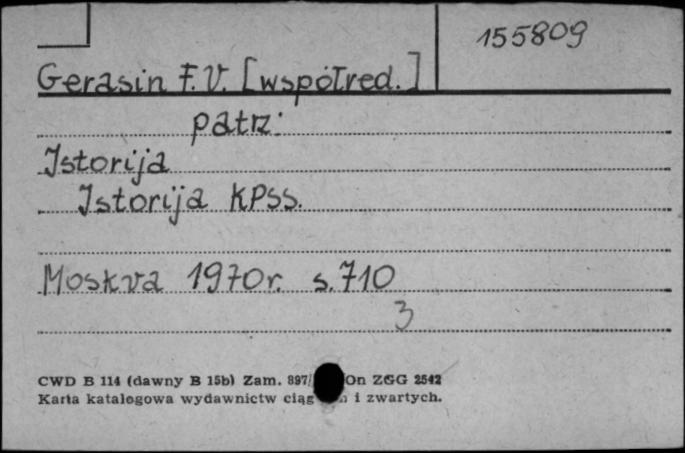 155809
Gerasin F.V. [współred.]
patrz:
Istorija
Istorija KPSS.
Moskva 1970r. s.710
3
CWD B 114 (dawny B 15b) Zam. 897/ On ZGG 2542
Karta katalogowa wydawnictw ciąg i zwartych.